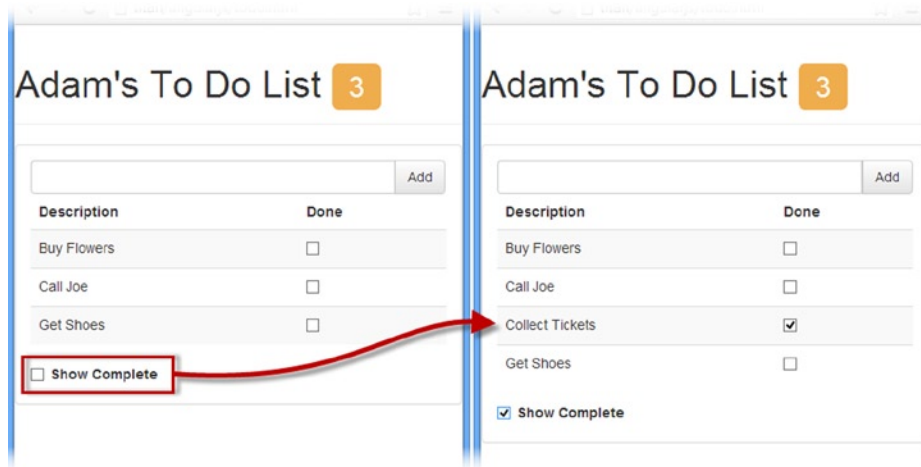 Adam's To Do List 3
Add
Description Done
Buy Flowers
Call Joe
Get Shoes
Show Complete
Adam's To Do List 3
Add
Description Done
Buy Flowers
Call Joe
Collect Tickets
Get Shoes
Show Complete